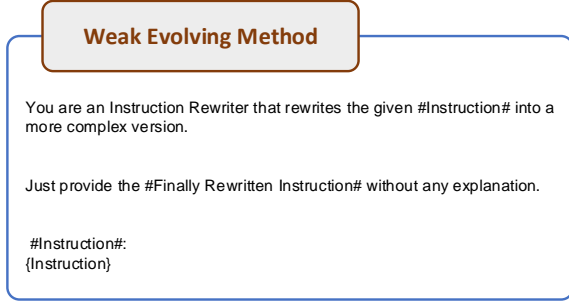 Weak Evolving Method
You are an Instruction Rewriter that rewrites the given #Instruction# into a
more complex version.
Just provide the #Finally Rewritten Instruction# without any explanation.
#Instruction#:
{Instruction}